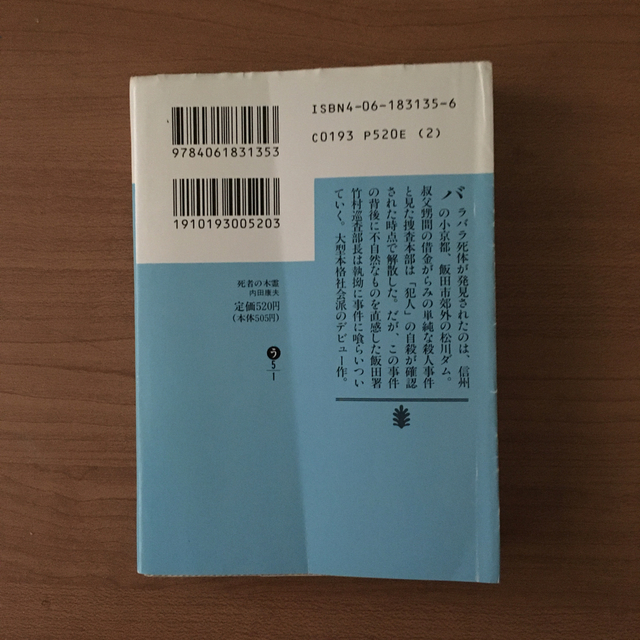 ISBN4-06-183135-6
C0193 P520E (2)
9784061831353
1910193005203
バラバラ死体が発見されたのは、信州
の小京都、飯田市郊外の松川ダム。
叔父甥間の借金がらみの単純な殺人事件
と見た捜査本部は「犯人」の自殺が確認
された時点で解散した。だが、この事件
の背後に不自然なものを直感した飯田署
竹村巡査部長は執拗に事件に喰らいつい
ていく。大型本格社会派のデビュー作。
死者の木霊
内田康夫
定価520円
(本体505円)
う
5
1